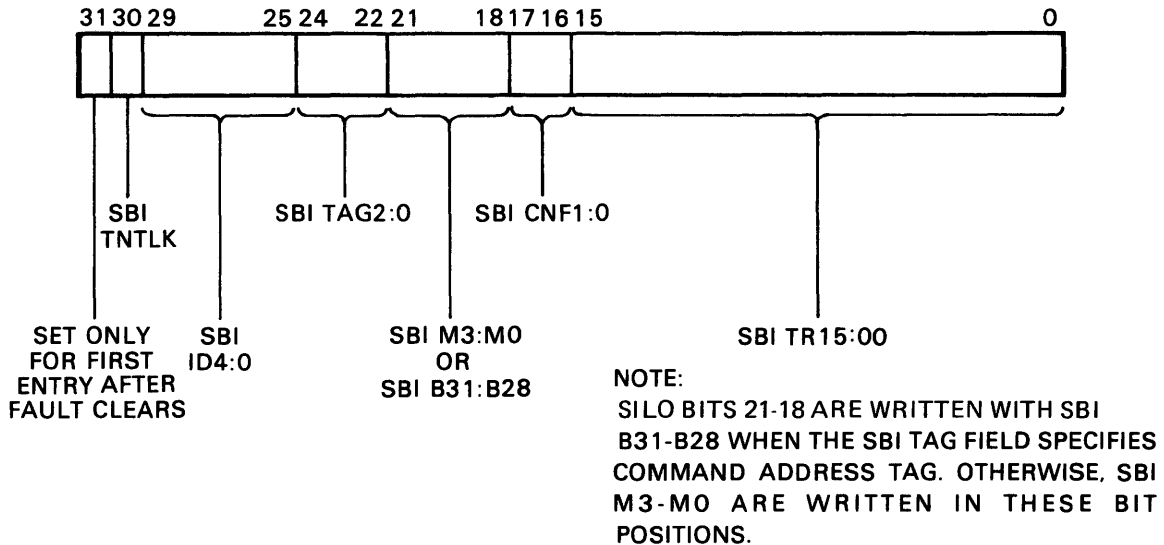 31 30 29 25 24 22 21 18 17 16 15 0
SBI
TNTLK
SBI TAG2:0
SBI CNF1:0
SET ONLY
FOR FIRST
ENTRY AFTER
FAULT CLEARS
SBI
ID4:0
SBI M3:M0
OR
SBI B31:B28
SBI TR15:00
NOTE:
SILO BITS 21-18 ARE WRITTEN WITH SBI
B31-B28 WHEN THE SBI TAG FIELD SPECIFIES
COMMAND ADDRESS TAG. OTHERWISE, SBI
M3-M0 ARE WRITTEN IN THESE BIT
POSITIONS.